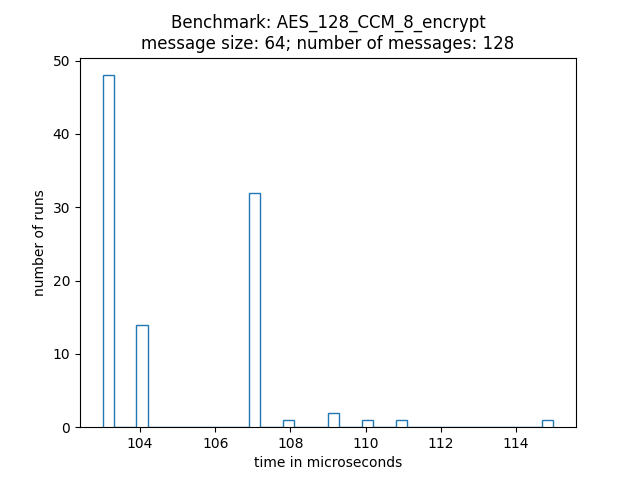 Benchmark: AES_128_CCM_8_encrypt
message size: 64; number of messages: 128
50
40
30
20
10
0
number of runs
104 106 108 110 112 114
time in microseconds